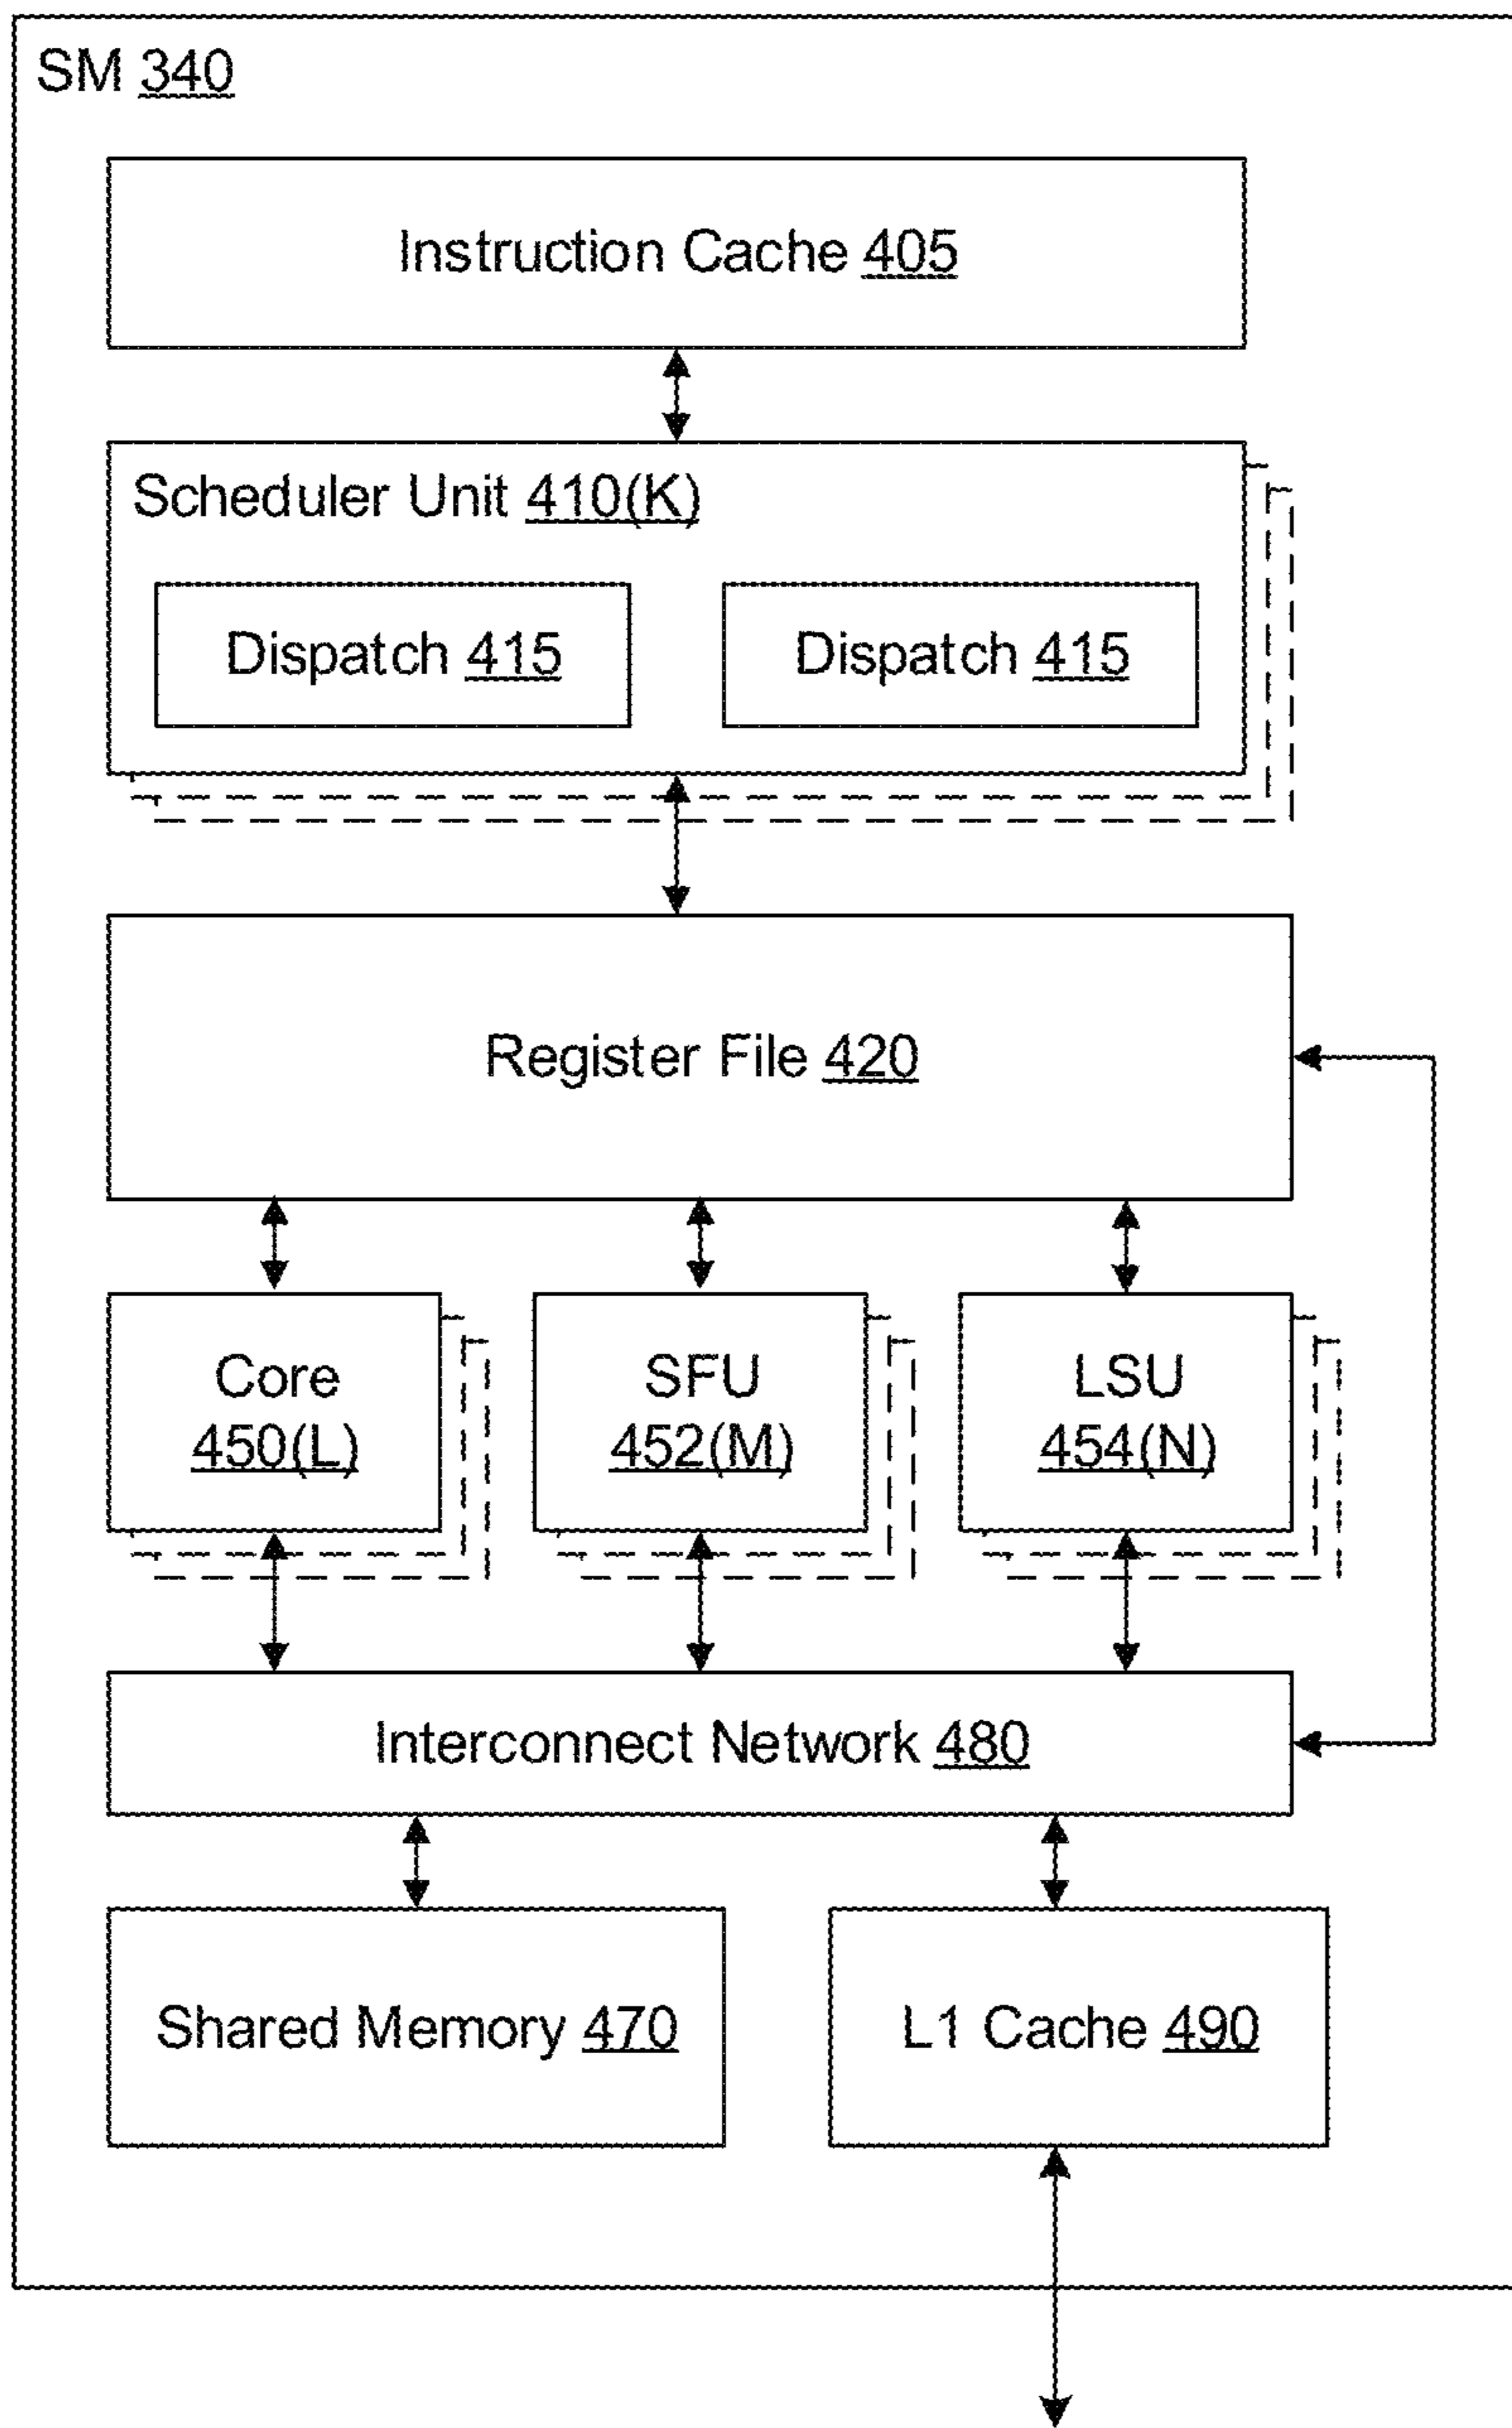 SM 340
Instruction Cache 405
Scheduler Unit 410(K)
Dispatch 415
Dispatch 415
Register File 420
Core
450(L)
SFU
452(M)
LSU
454(N)
Interconnect Network 480
Shared Memory 470
L1 Cache 490